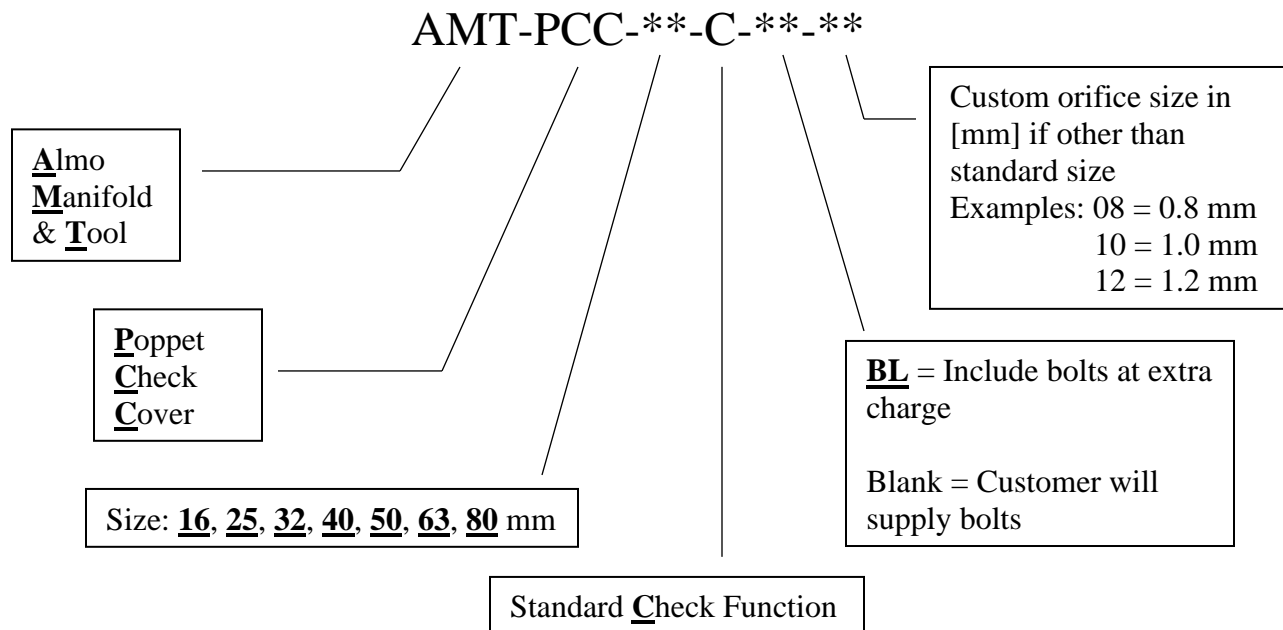 AMT-PCC-**-C-**-**
Custom orifice size in
[mm] if other than
standard size
Examples: 08 = 0.8 mm
10 = 1.0 mm
12 = 1.2 mm
Almo
Manifold
& Tool
Poppet
Check
Cover
BL = Include bolts at extra
charge
Blank = Customer will
supply bolts
Size: 16, 25, 32, 40, 50, 63, 80 mm
Standard Check Function